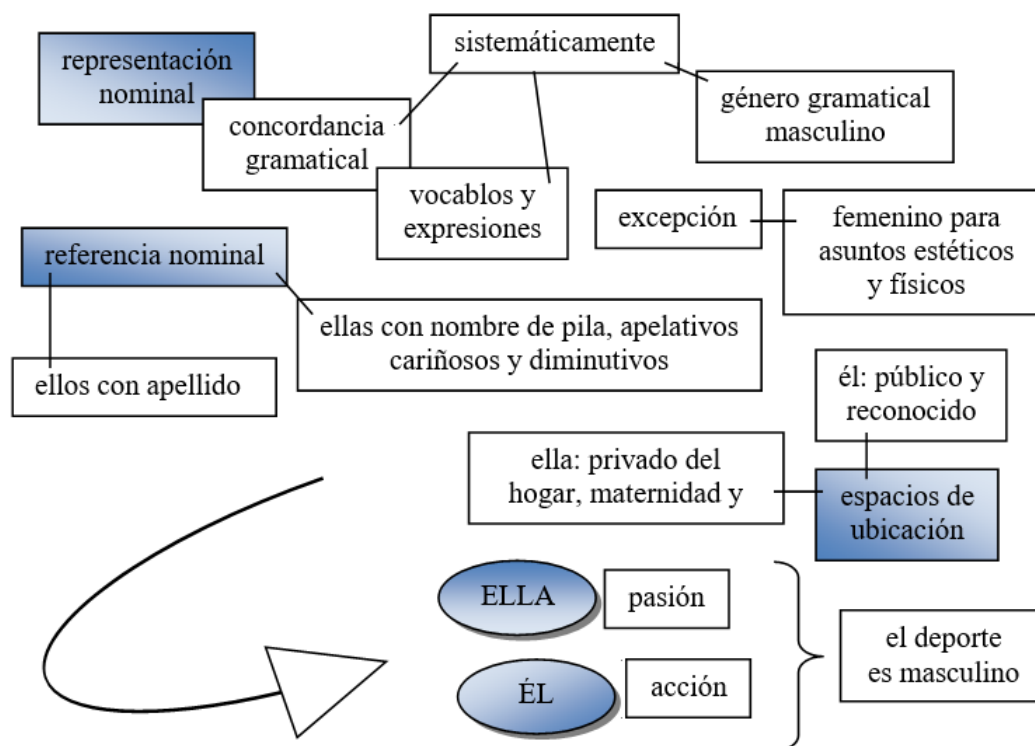 representación
nominal
sistemáticamente
concordancia
gramatical
vocablos y
expresiones
género gramatical
masculino
excepción
femenino para
asuntos estéticos
y físicos
referencia nominal
ellos con apellido
ellas con nombre de pila, apelativos
cariñosos y diminutivos
él: público y
reconocido
ella: privado del
hogar, maternidad y
espacios de
ubicación
ELLA
pasión
ÉL
acción
el deporte
es masculino